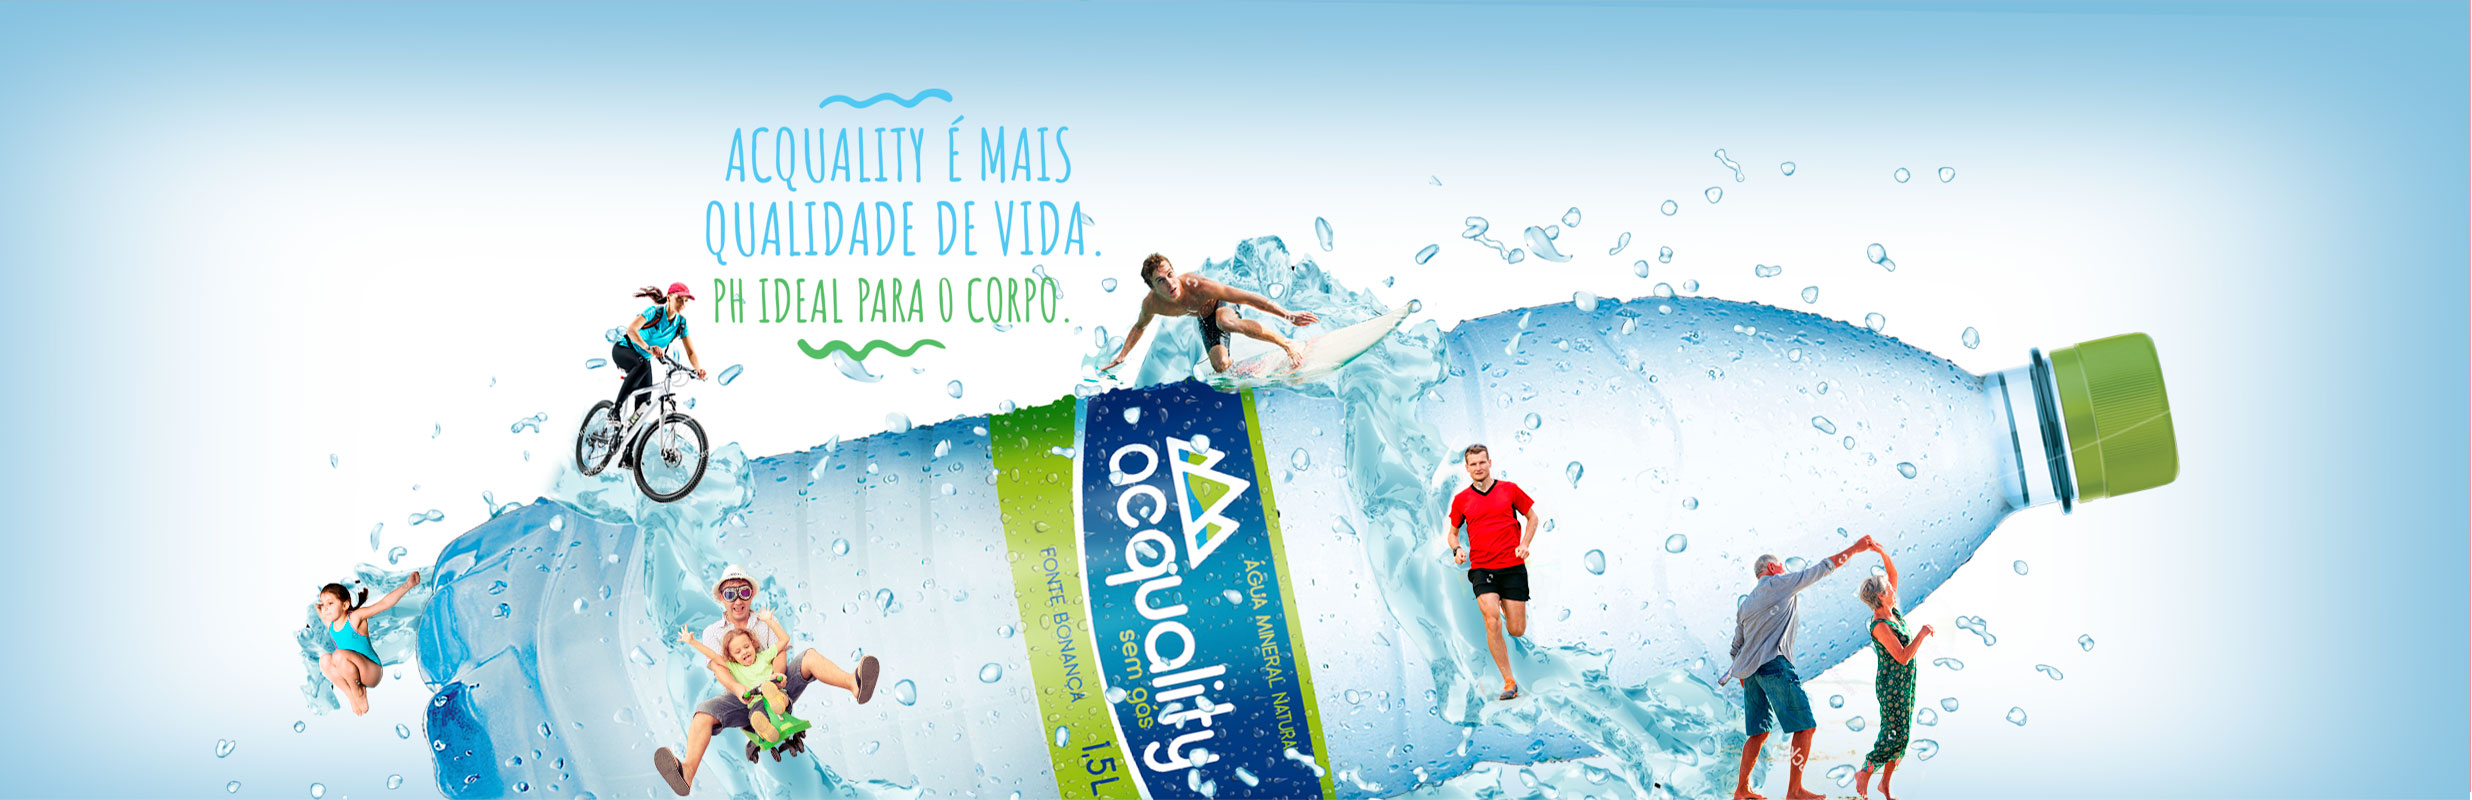 ACQUALITY É MAIS
QUALIDADE DE VIDA.
PH IDEAL PARA O CORPO.
acquality
sem gás
ÁGUA MINERAL NATURAL
FONTE BONANÇA
1,5L